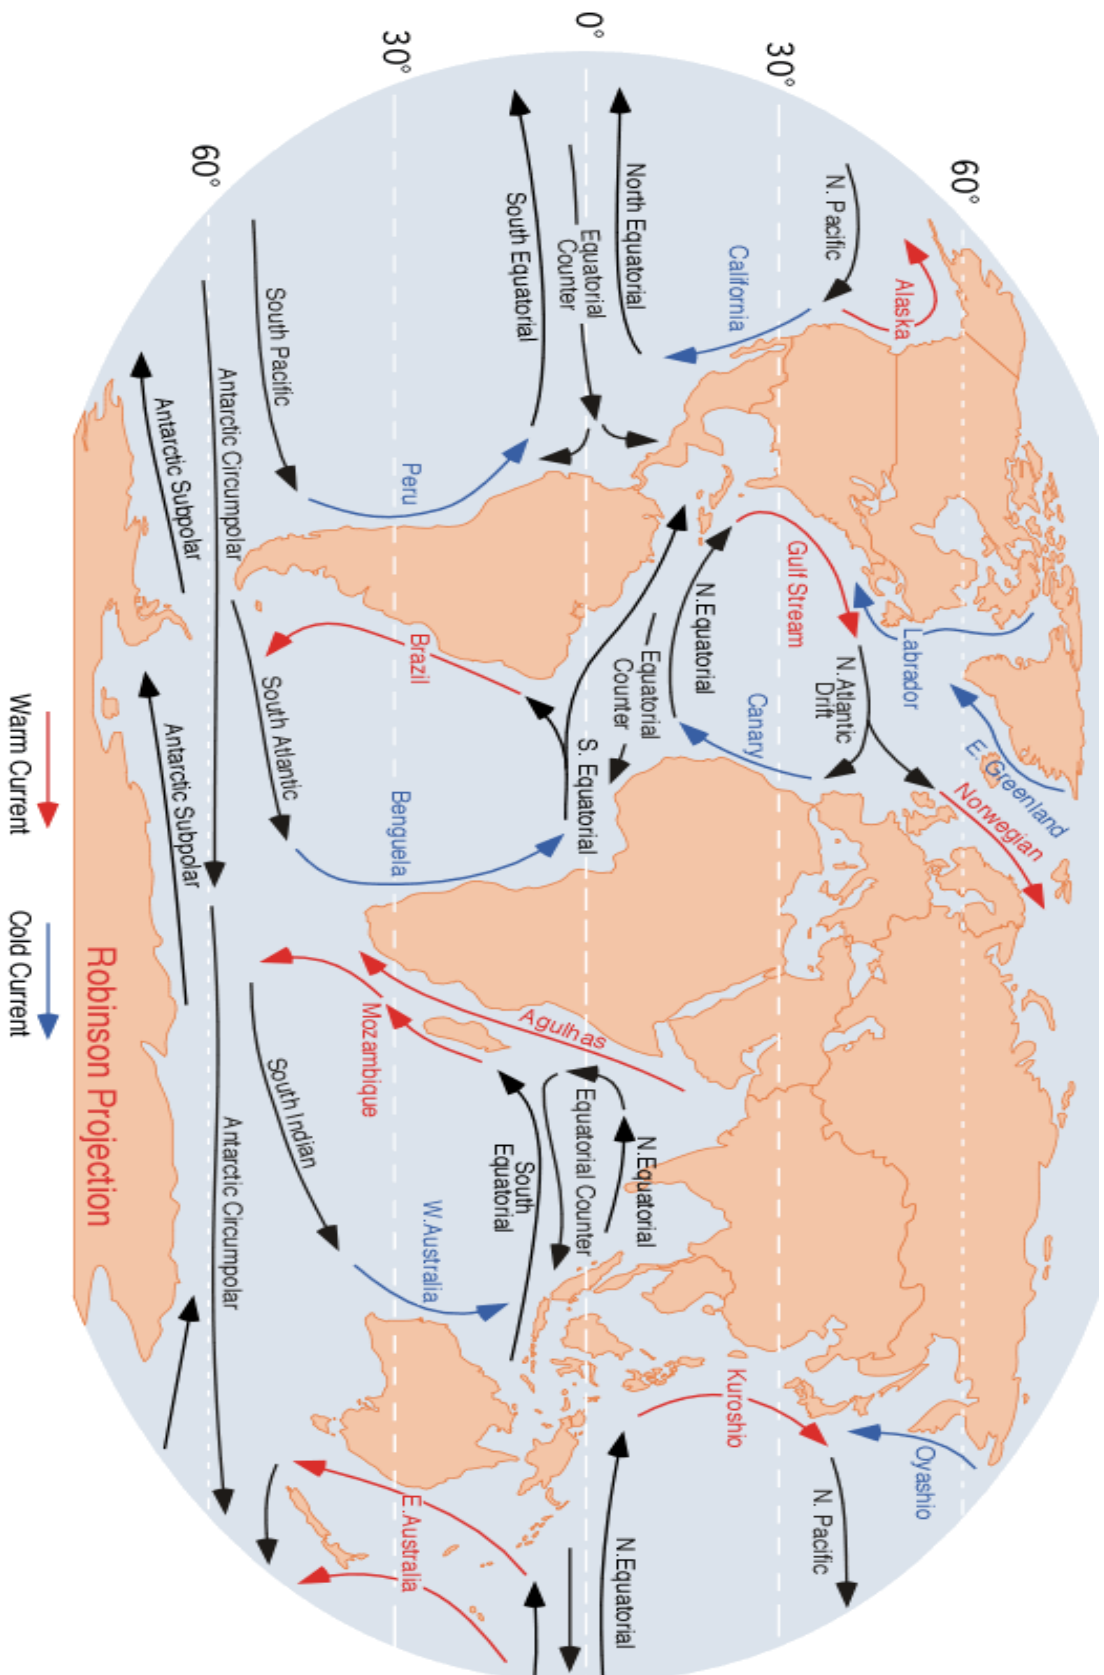 60°
30°
0°
30°
60°
Alaska
N. Pacific
California
North Equatorial
Equatorial
Counter
South Equatorial
Peru
South Pacific
Antarctic Circumpolar
Antarctic Subpolar
Labrador
E. Greenland
Norwegian
Gulf Stream
N.Atlantic
Drift
Canary
N.Equatorial
Equatorial
Counter
S. Equatorial
Brazil
Benguela
South Atlantic
Antarctic Subpolar
Agulhas
Mozambique
N.Equatorial
Equatorial Counter
South
Equatorial
W.Australia
South Indian
Antarctic Circumpolar
Oyashio
Kuroshio
N. Pacific
N.Equatorial
E.Australia
Robinson Projection
Warm Current
Cold Current